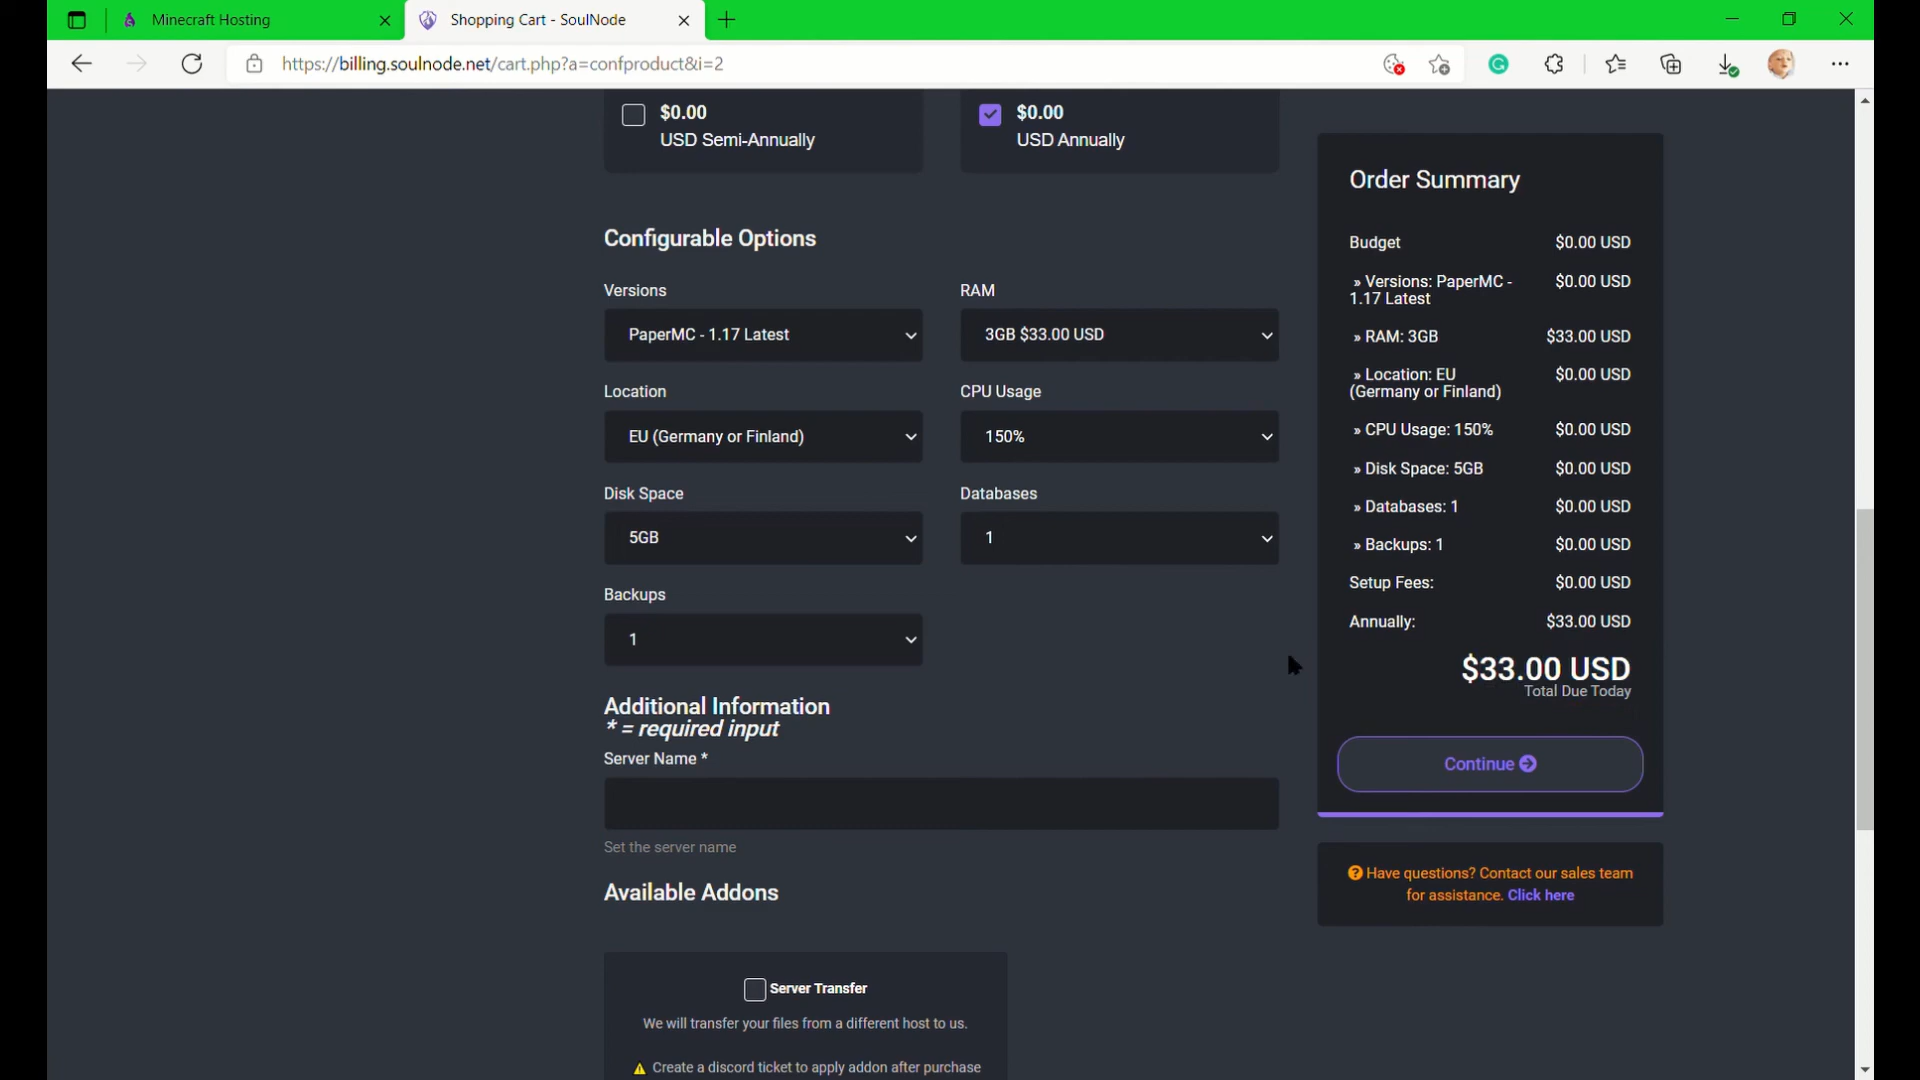 Minecraft Hosting
Shopping Cart - SoulNode
https://billing.soulnode.net/cart.php?a=confproduct&i=2
$0.00
USD Semi-Annually
$0.00
USD Annually
Configurable Options
Versions
RAM
PaperMC - 1.17 Latest
3GB $33.00 USD
Location
CPU Usage
EU (Germany or Finland)
150%
Disk Space
Databases
5GB
1
Backups
1
Additional Information
* = required input
Server Name *
Set the server name
Available Addons
Server Transfer
We will transfer your files from a different host to us.
Create a discord ticket to apply addon after purchase
Order Summary
Budget $0.00 USD
» Versions: PaperMC - $0.00 USD
1.17 Latest
» RAM: 3GB $33.00 USD
» Location: EU $0.00 USD
(Germany or Finland)
» CPU Usage: 150% $0.00 USD
» Disk Space: 5GB $0.00 USD
» Databases: 1 $0.00 USD
» Backups: 1 $0.00 USD
Setup Fees: $0.00 USD
Annually: $33.00 USD
$33.00 USD
Total Due Today
Continue
Have questions? Contact our sales team
for assistance. Click here